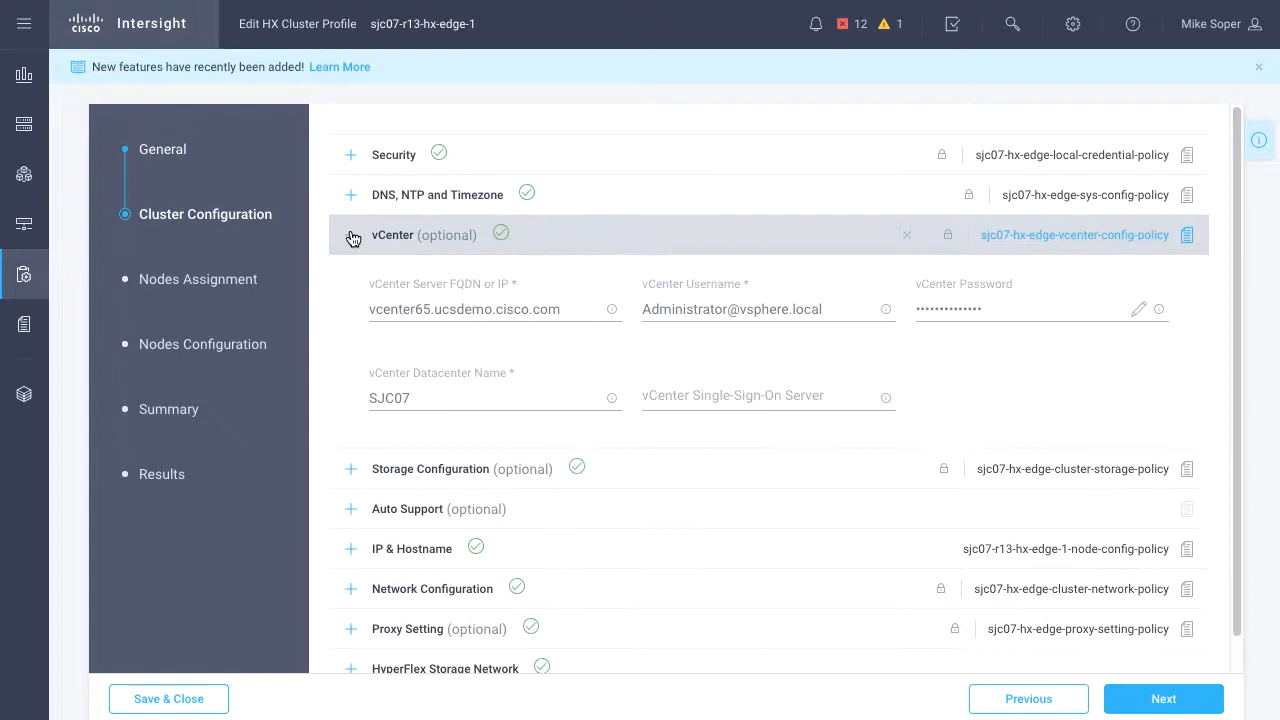 cisco Intersight Edit HX Cluster Profile sjc07-r13-hx-edge-1 12 1 Mike Soper
New features have recently been added! Learn More
General
Cluster Configuration
Nodes Assignment
Nodes Configuration
Summary
Results
Security sjc07-hx-edge-local-credential-policy
DNS, NTP and Timezone sjc07-hx-edge-sys-config-policy
vCenter (optional) sjc07-hx-edge-vcenter-config-policy
vCenter Server FQDN or IP * vCenter Username * vCenter Password
vcenter65.ucsdemo.cisco.com Administrator@vsphere.local ••••••••••••••
vCenter Datacenter Name *
SJC07 vCenter Single-Sign-On Server
Storage Configuration (optional) sjc07-hx-edge-cluster-storage-policy
Auto Support (optional)
IP & Hostname sjc07-r13-hx-edge-1-node-config-policy
Network Configuration sjc07-hx-edge-cluster-network-policy
Proxy Setting (optional) sjc07-hx-edge-proxy-setting-policy
HyperFlex Storage Network
Save & Close Previous Next